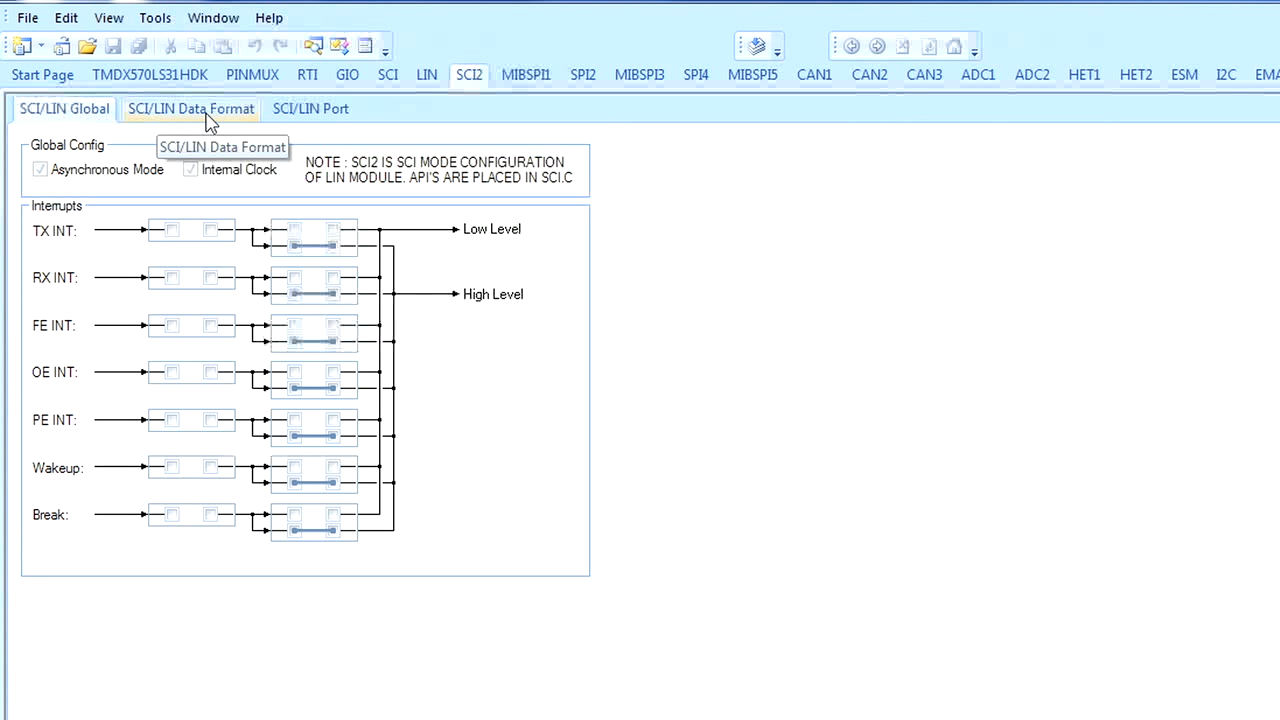 File Edit View Tools Window Help
Start Page TMDX570LS31HDK PINMUX RTI GIO SCI LIN SCI2 MIBSPI1 SPI2 MIBSPI3 SPI4 MIBSPI5 CAN1 CAN2 CAN3 ADC1 ADC2 HET1 HET2 ESM I2C EMA
SCI/LIN Global SCI/LIN Data Format SCI/LIN Port
Global Config
SCI/LIN Data Format
Asynchronous Mode Internal Clock
NOTE : SCI2 IS SCI MODE CONFIGURATION
OF LIN MODULE. API'S ARE PLACED IN SCI.C
Interrupts
TX INT:
Low Level
RX INT:
High Level
FE INT:
OE INT:
PE INT:
Wakeup:
Break: